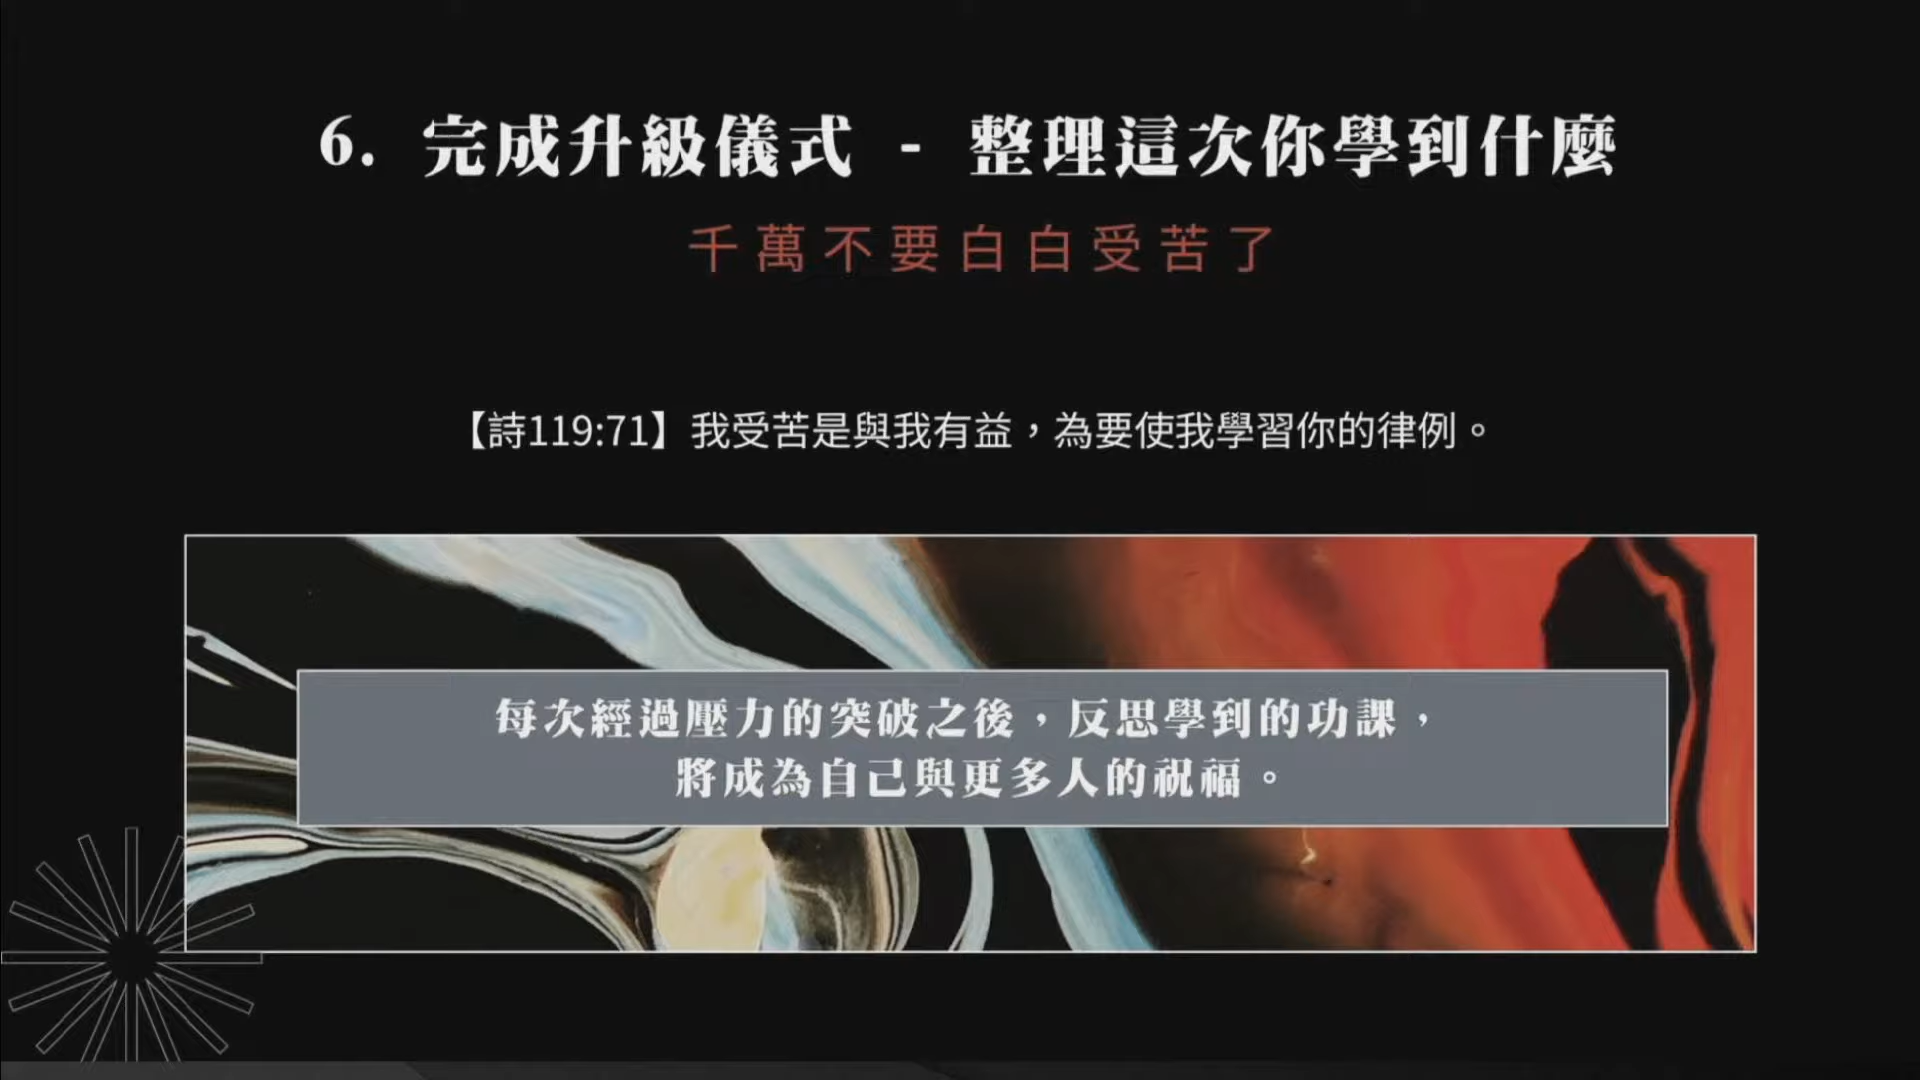 6. 完成升級儀式 - 整理這次你學到什麼
千萬不要白白受苦了
【詩119:71】我受苦是與我有益，為要使我學習你的律例。
每次經過壓力的突破之後，反思學到的功課，
將成為自己與更多人的祝福。